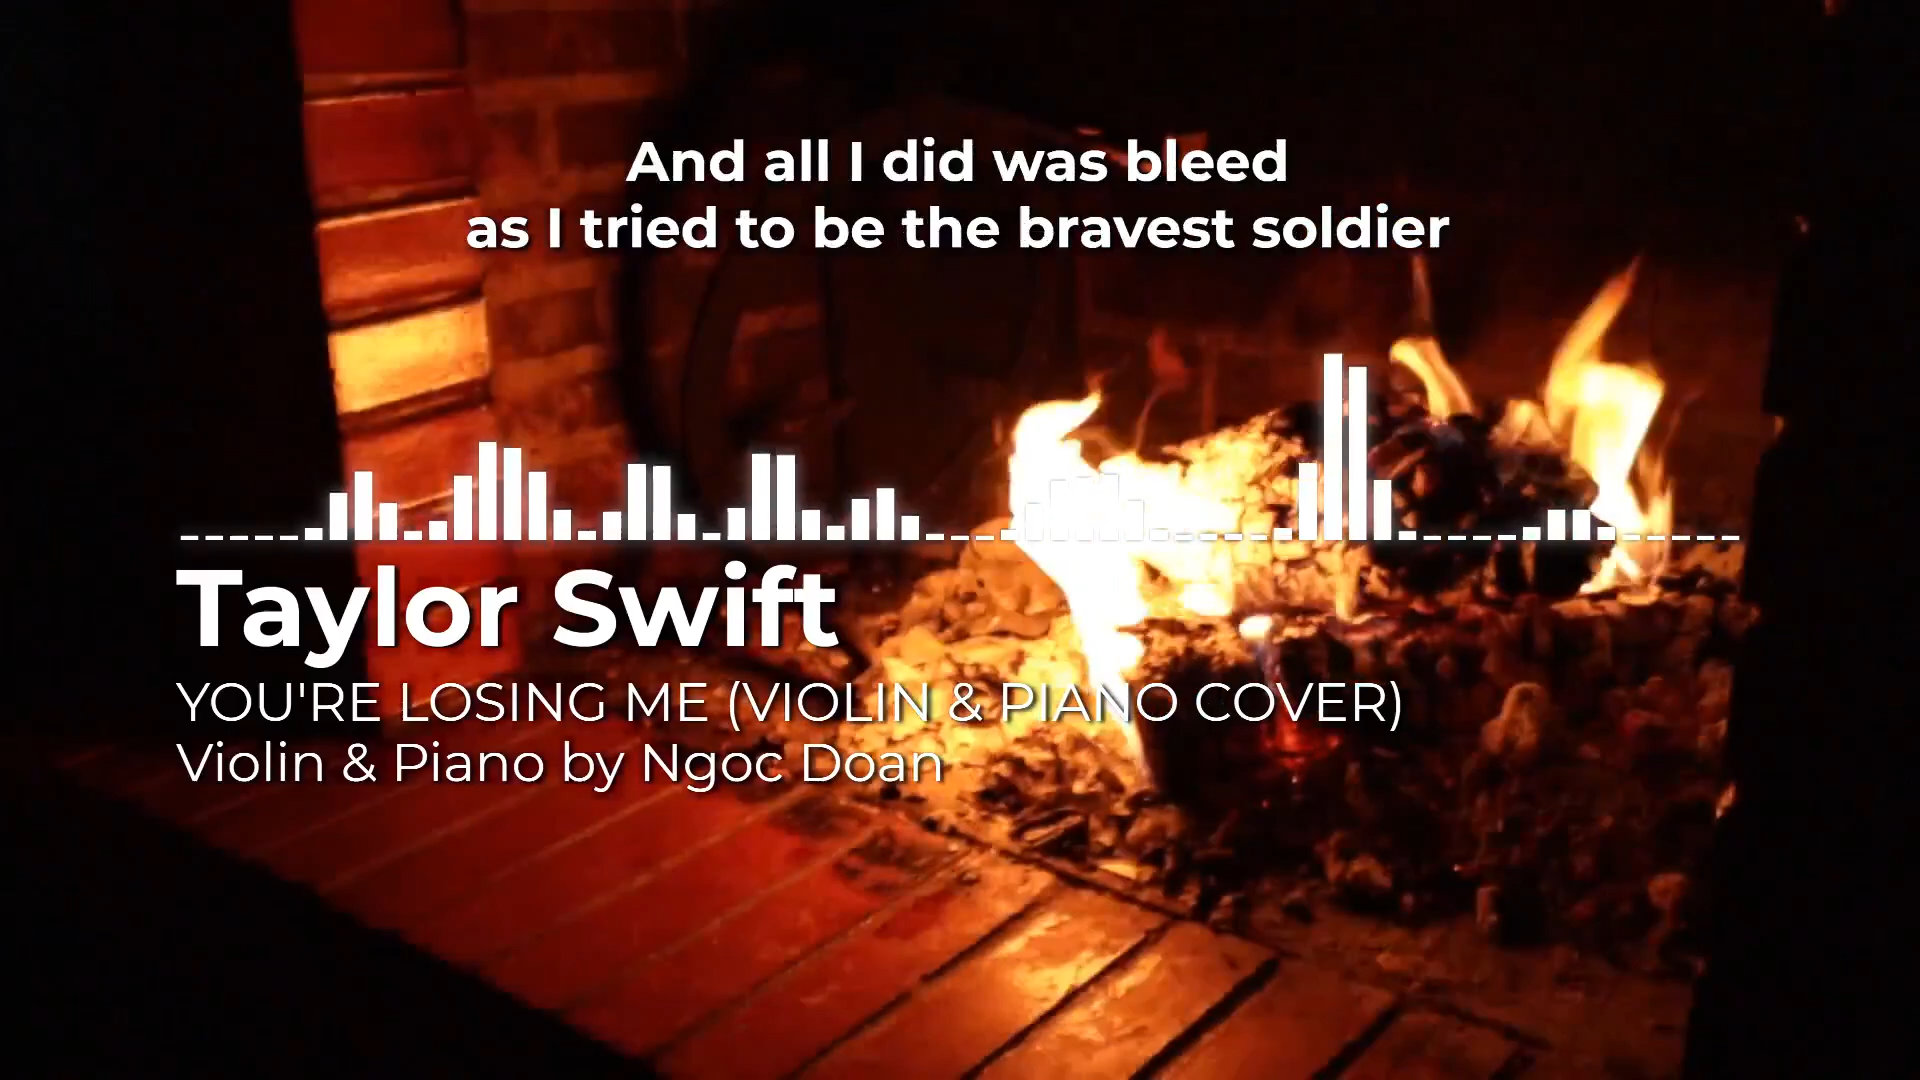 And all I did was bleed
as I tried to be the bravest soldier
Taylor Swift
YOU'RE LOSING ME (VIOLIN & PIANO COVER)
Violin & Piano by Ngoc Doan